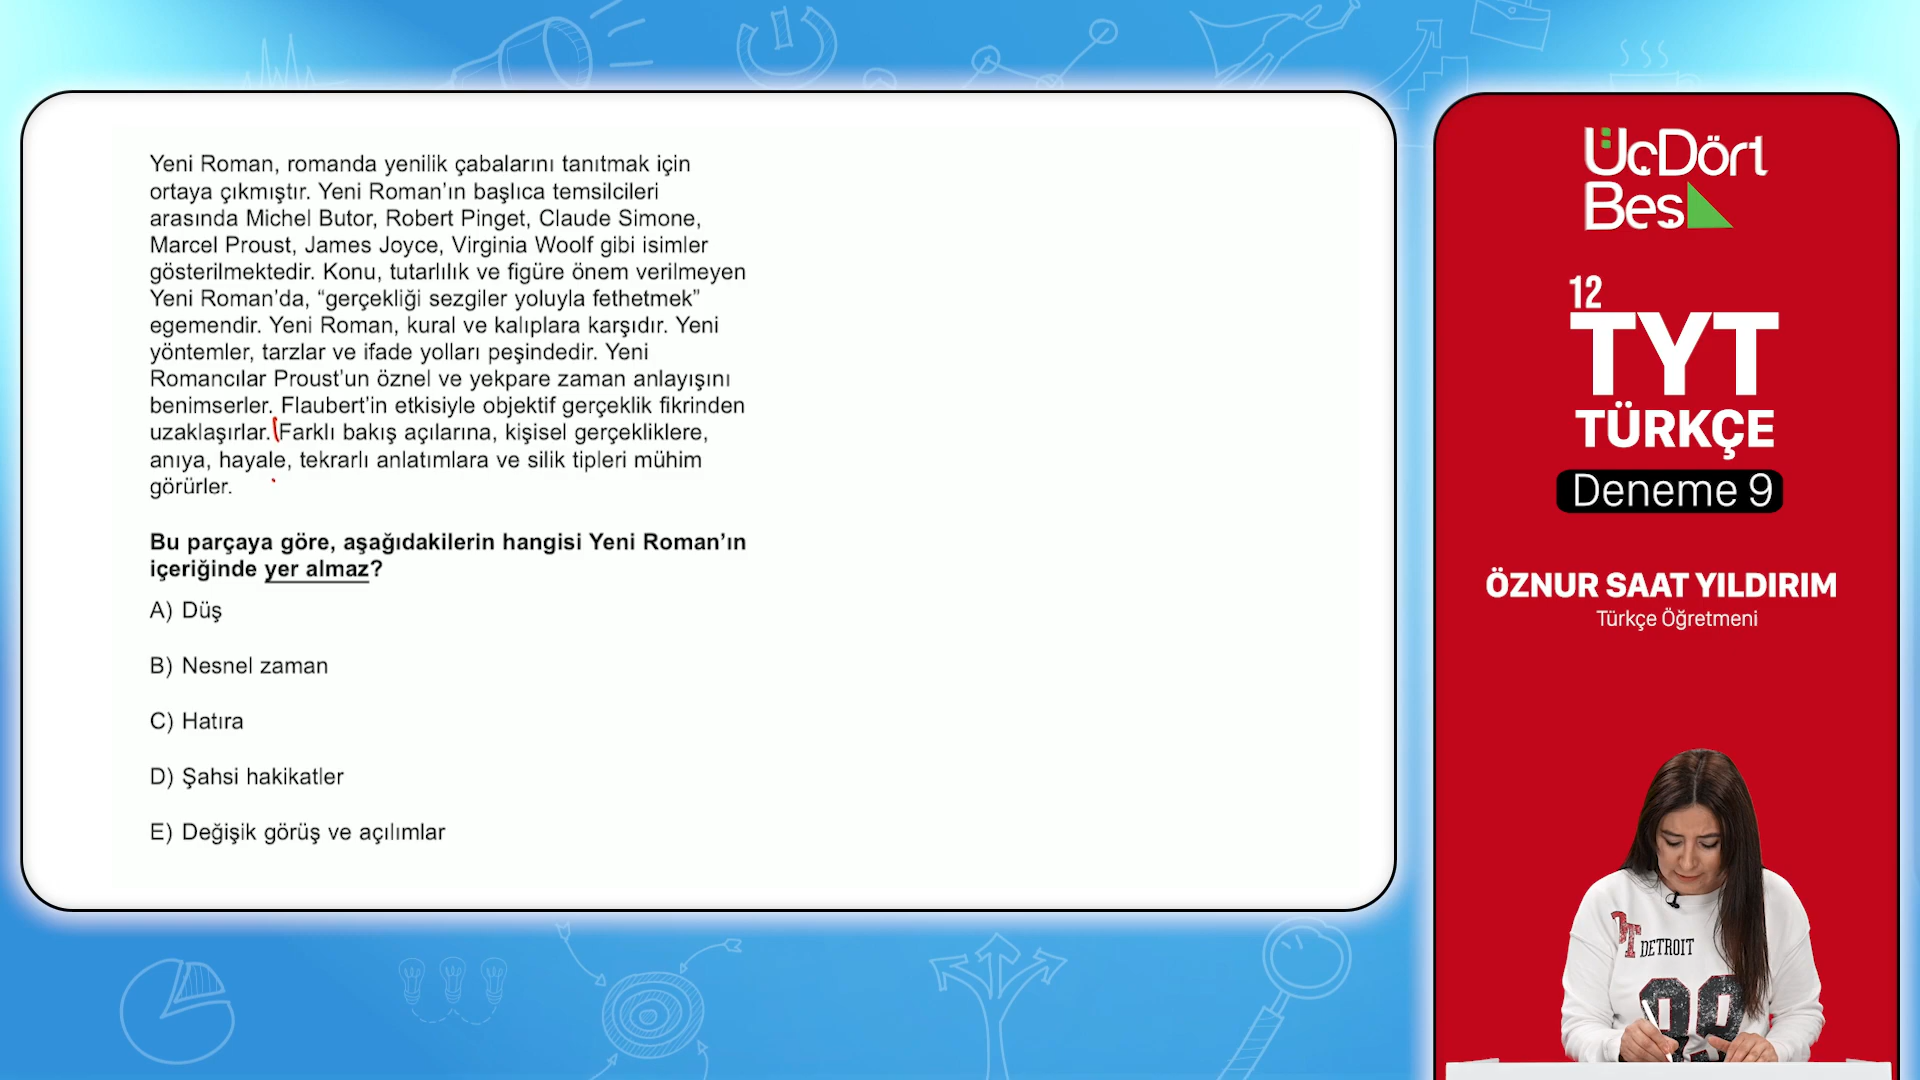 Yeni Roman, romanda yenilik çabalarını tanıtmak için
ortaya çıkmıştır. Yeni Roman’ın başlıca temsilcileri
arasında Michel Butor, Robert Pinget, Claude Simone,
Marcel Proust, James Joyce, Virginia Woolf gibi isimler
gösterilmektedir. Konu, tutarlılık ve figüre önem verilmeyen
Yeni Roman’da, “gerçekliği sezgiler yoluyla fethetmek”
egemendir. Yeni Roman, kural ve kalıplara karşıdır. Yeni
yöntemler, tarzlar ve ifade yolları peşindedir. Yeni
Romancılar Proust’un öznel ve yekpare zaman anlayışını
benimserler. Flaubert’in etkisiyle objektif gerçeklik fikrinden
uzaklaşırlar. Farklı bakış açılarına, kişisel gerçekliklere,
anıya, hayale, tekrarlı anlatımlara ve silik tipleri mühim
görürler.
Bu parçaya göre, aşağıdakilerin hangisi Yeni Roman’ın
içeriğinde yer almaz?
A) Düş
B) Nesnel zaman
C) Hatıra
D) Şahsi hakikatler
E) Değişik görüş ve açılımlar
ÜçDört
Beş
12
TYT
TÜRKÇE
Deneme 9
ÖZNUR SAAT YILDIRIM
Türkçe Öğretmeni
DETROIT
99